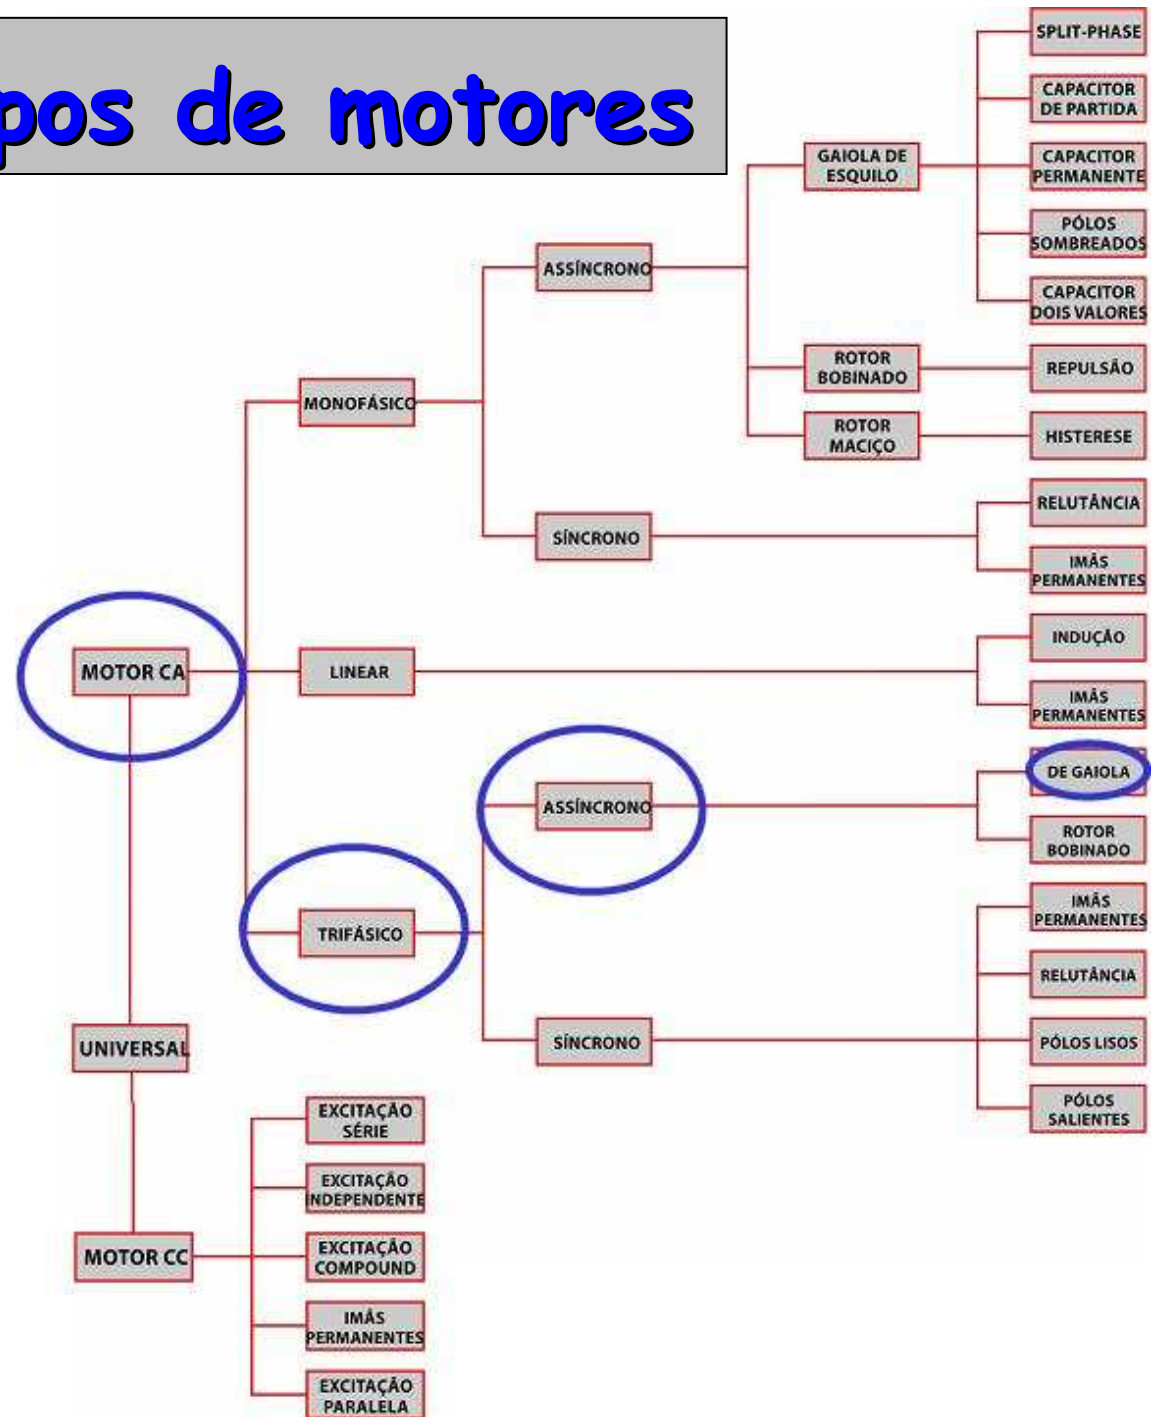 pos de motores
SPLIT-PHASE
CAPACITOR
DE PARTIDA
GAIOLA DE
ESQUILO
CAPACITOR
PERMANENTE
PÓLOS
SOMBREADOS
ASSÍNCRONO
CAPACITOR
DOIS VALORES
ROTOR
BOBINADO
REPULSÃO
MONOFÁSICO
ROTOR
MACIÇO
HISTERESE
RELUTÂNCIA
SÍNCRONO
IMÃS
PERMANENTES
INDUÇÃO
MOTOR CA
LINEAR
IMÃS
PERMANENTES
DE GAIOLA
ASSÍNCRONO
ROTOR
BOBINADO
IMÃS
PERMANENTES
TRIFÁSICO
RELUTÂNCIA
SÍNCRONO
PÓLOS LISOS
UNIVERSAL
PÓLOS
SALIENTES
EXCITAÇÃO
SÉRIE
EXCITAÇÃO
INDEPENDENTE
MOTOR CC
EXCITAÇÃO
COMPOUND
IMÃS
PERMANENTES
EXCITAÇÃO
PARALELA